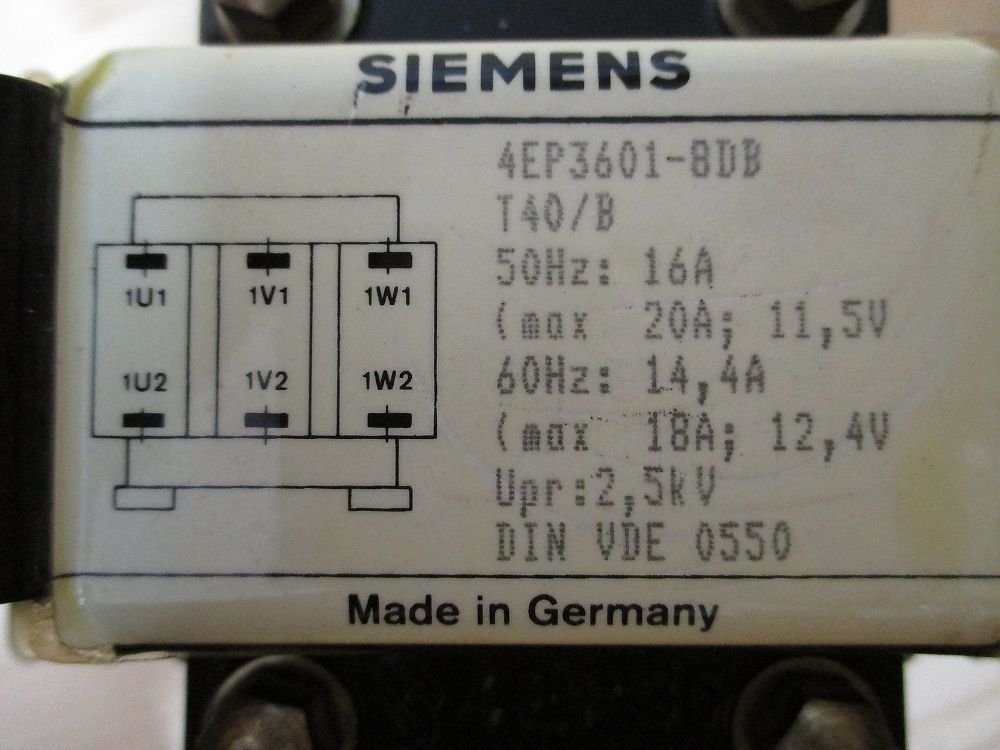 SIEMENS
4EP3601-8DB
T40/B
50Hz: 16A
(max 20A; 11,5V
60Hz: 14,4A
(max 18A; 12,4V
Upr:2,5kV
DIN VDE 0550
1U1 1V1 1W1
1U2 1V2 1W2
Made in Germany